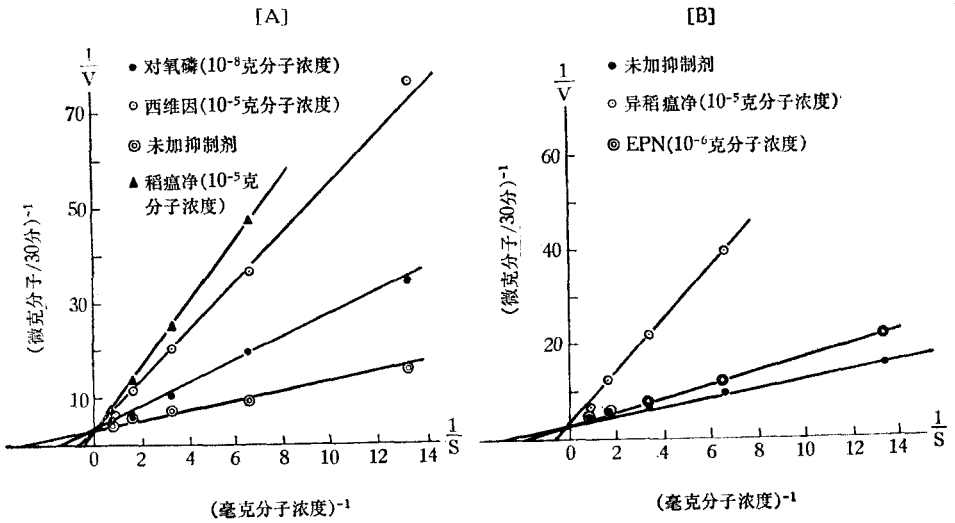 [A]
1/V
• 对氧磷(10⁻⁸克分子浓度)
⊙ 西维因(10⁻⁵克分子浓度)
◎ 未加抑制剂
▲ 稻瘟净(10⁻⁵克
分子浓度)
70
50
30
10
(微克分子/30分)⁻¹
0 2 4 6 8 10 12 14
1/S
(毫克分子浓度)⁻¹
[B]
1/V
• 未加抑制剂
⊙ 异稻瘟净(10⁻⁵克分子浓度)
◎ EPN(10⁻⁶克分子浓度)
60
40
20
(微克分子/30分)⁻¹
0 2 4 6 8 10 12 14
1/S
(毫克分子浓度)⁻¹